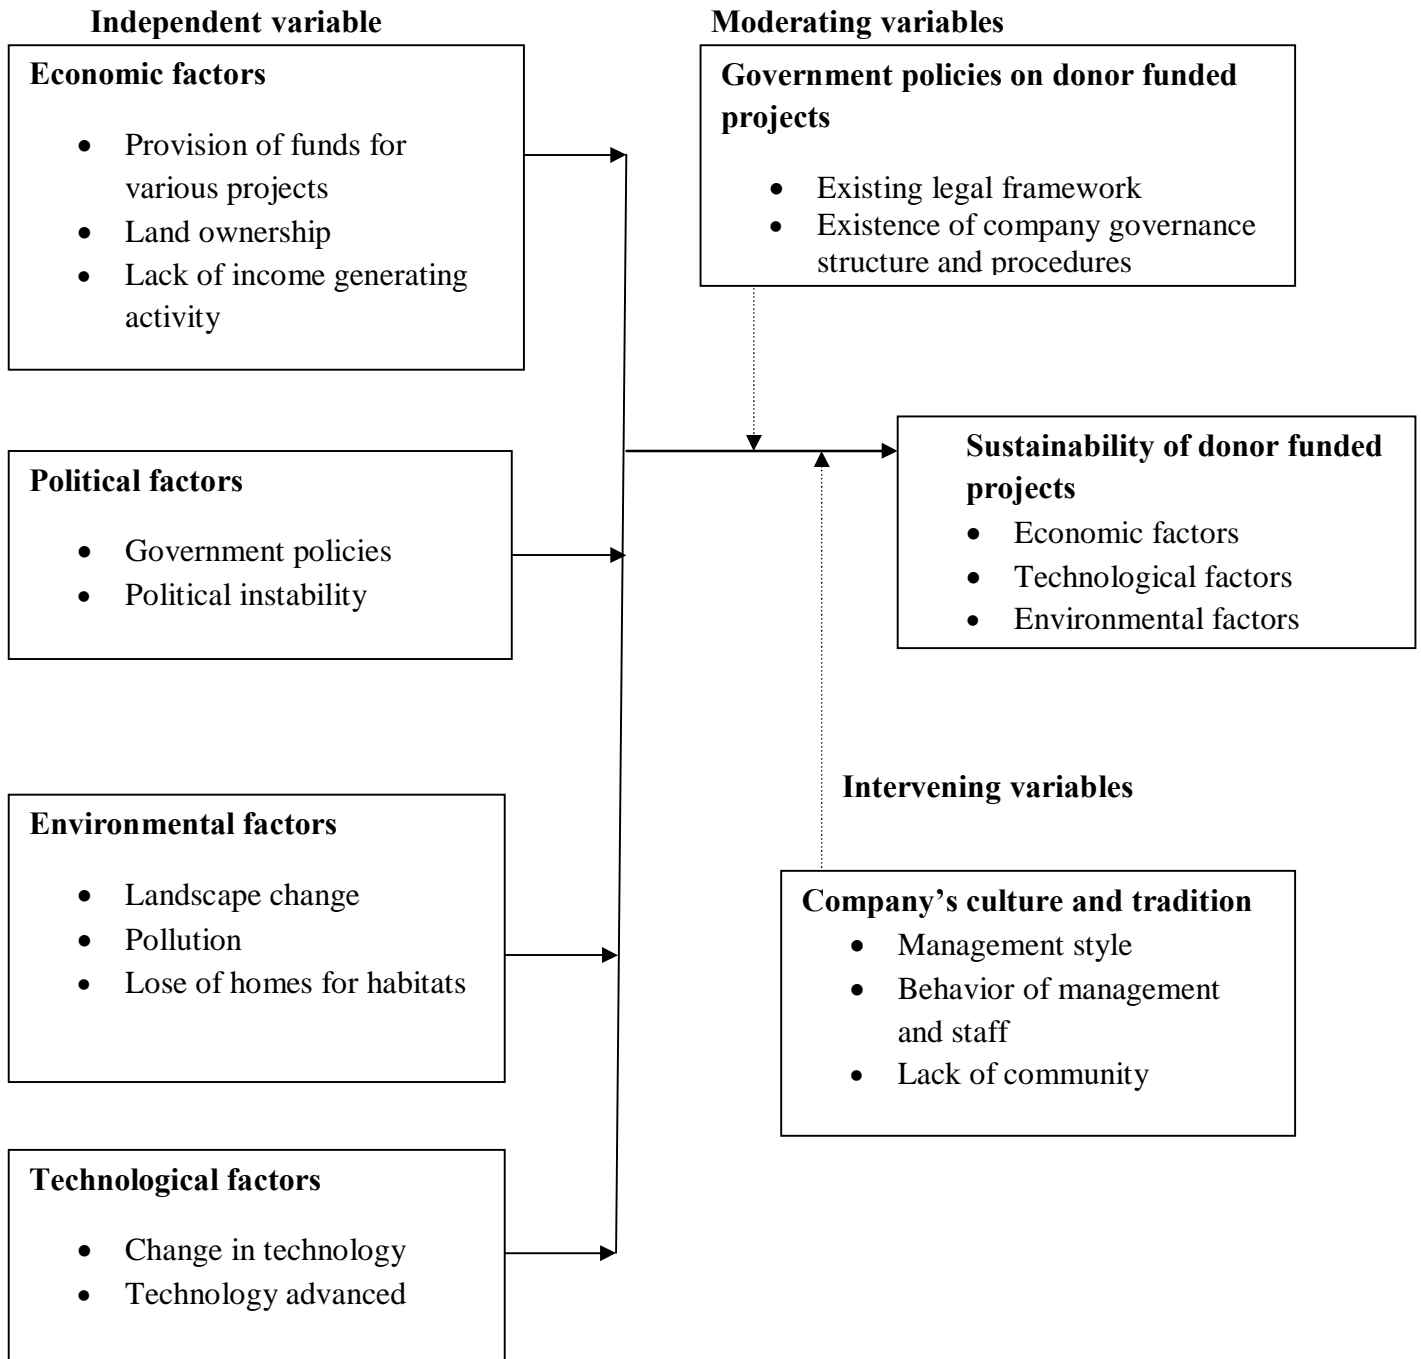 Independent variable
Economic factors
• Provision of funds for
various projects
• Land ownership
• Lack of income generating
activity
Political factors
• Government policies
• Political instability
Environmental factors
• Landscape change
• Pollution
• Lose of homes for habitats
Technological factors
• Change in technology
• Technology advanced
Moderating variables
Government policies on donor funded
projects
• Existing legal framework
• Existence of company governance
structure and procedures
Sustainability of donor funded
projects
• Economic factors
• Technological factors
• Environmental factors
Intervening variables
Company’s culture and tradition
• Management style
• Behavior of management
and staff
• Lack of community